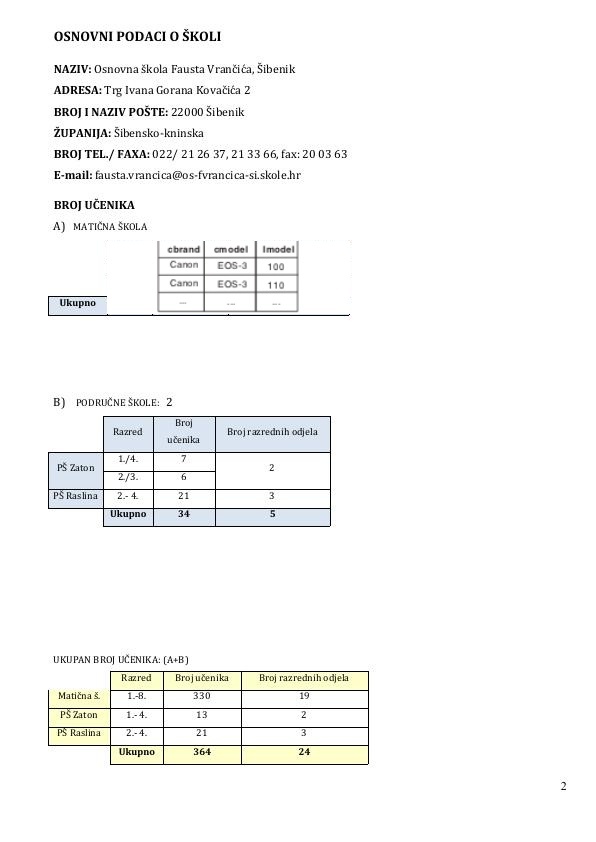 OSNOVNI PODACI O ŠKOLI
NAZIV: Osnovna škola Fausta Vrančića, Šibenik
ADRESA: Trg Ivana Gorana Kovačića 2
BROJ I NAZIV POŠTE: 22000 Šibenik
ŽUPANIJA: Šibensko-kninska
BROJ TEL./ FAXA: 022/ 21 26 37, 21 33 66, fax: 20 03 63
E-mail: fausta.vrancica@os-fvrancica-si.skole.hr
BROJ UČENIKA
A) MATIČNA ŠKOLA
cbrand cmodel lmodel
Canon EOS-3 100
Canon EOS-3 110
... ... ...
Ukupno
B) PODRUČNE ŠKOLE: 2
Razred Broj učenika Broj razrednih odjela
PŠ Zaton 1./4. 7 2
2./3. 6
PŠ Raslina 2.- 4. 21 3
Ukupno 34 5
UKUPAN BROJ UČENIKA: (A+B)
Razred Broj učenika Broj razrednih odjela
Matična š. 1.-8. 330 19
PŠ Zaton 1.- 4. 13 2
PŠ Raslina 2.- 4. 21 3
Ukupno 364 24
2